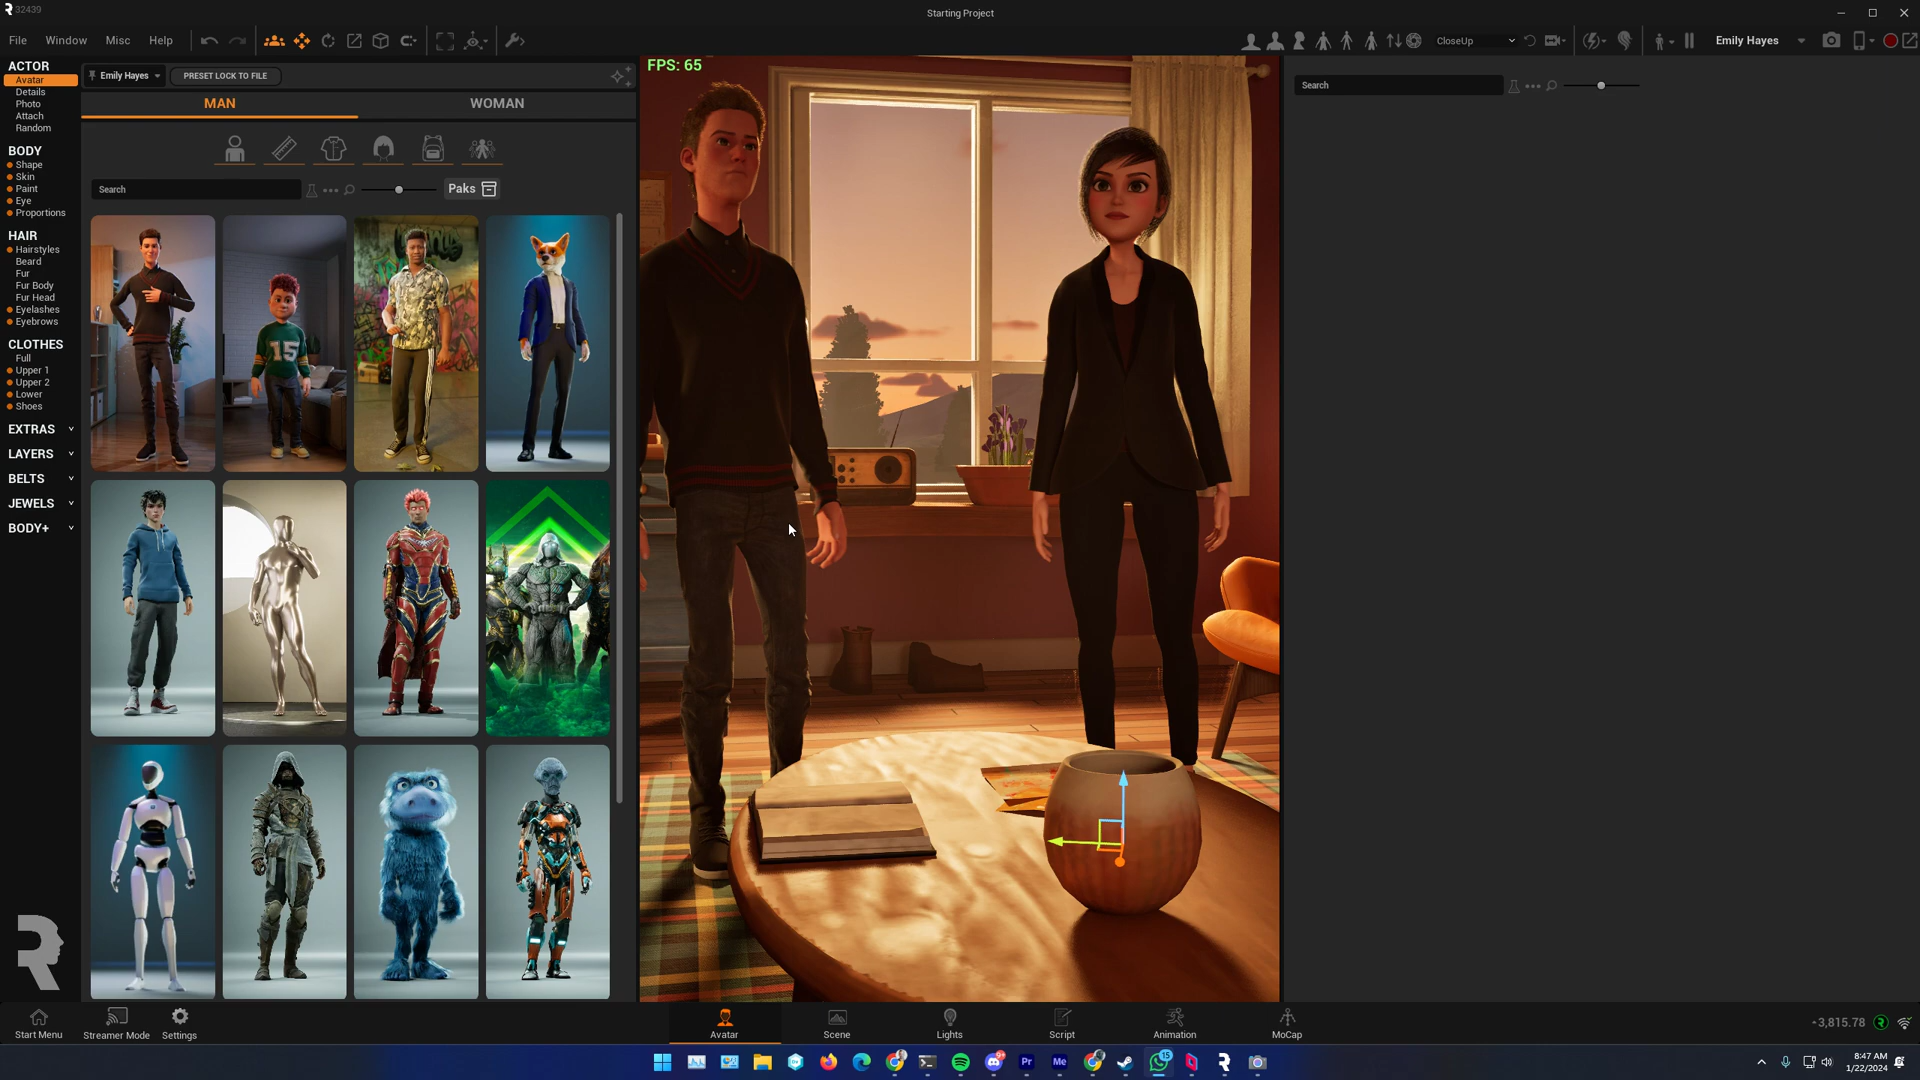 32439
Starting Project
File Window Misc Help
CloseUp
Emily Hayes
ACTOR
Avatar
Details
Photo
Attach
Random
BODY
Shape
Skin
Paint
Eye
Proportions
HAIR
Hairstyles
Beard
Fur
Fur Body
Fur Head
Eyelashes
Eyebrows
CLOTHES
Full
Upper 1
Upper 2
Lower
Shoes
EXTRAS
LAYERS
BELTS
JEWELS
BODY+
Emily Hayes
PRESET LOCK TO FILE
MAN WOMAN
Search
Paks
15
FPS: 65
Search
Start Menu
Streamer Mode
Settings
Avatar
Scene
Lights
Script
Animation
MoCap
-3,815.78
Pr
Me
15
8:47 AM
1/22/2024